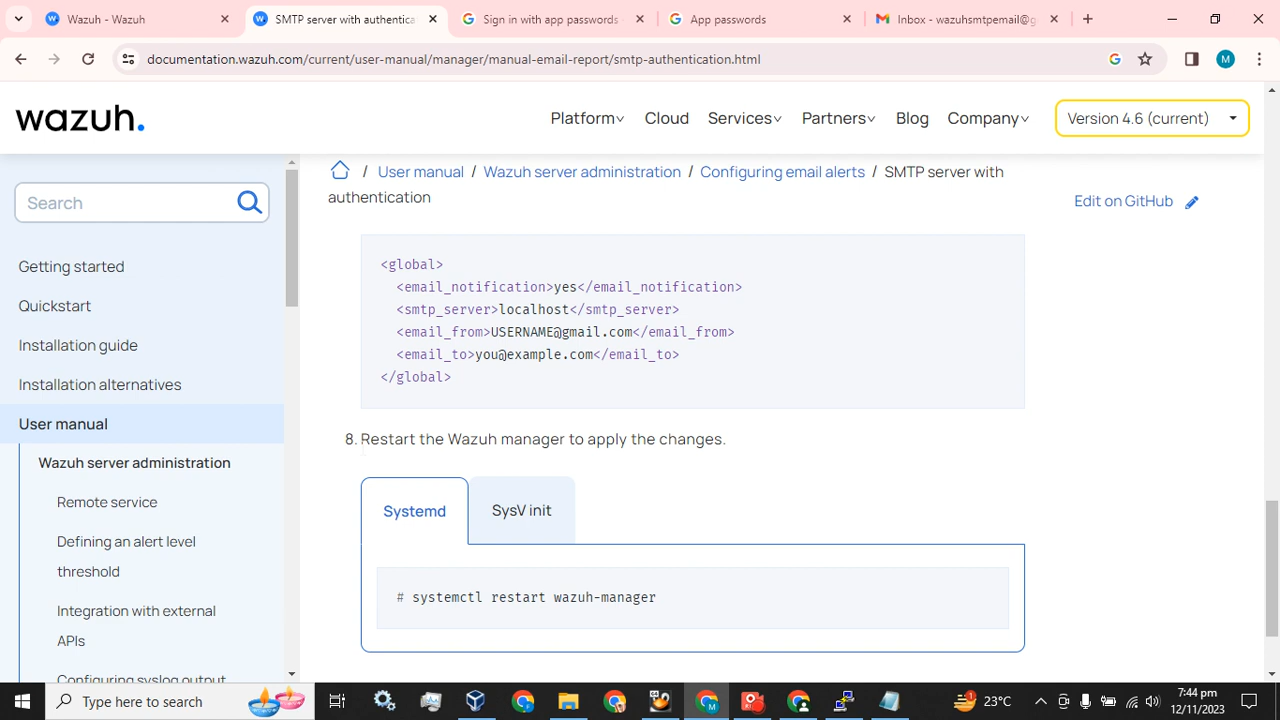 Wazuh - Wazuh
SMTP server with authentica
Sign in with app passwords -
App passwords
Inbox - wazuhsmtpemail@g
documentation.wazuh.com/current/user-manual/manager/manual-email-report/smtp-authentication.html
M
wazuh.
Platform
Cloud
Services
Partners
Blog
Company
Version 4.6 (current)
Search
Getting started
Quickstart
Installation guide
Installation alternatives
User manual
Wazuh server administration
Remote service
Defining an alert level
threshold
Integration with external
APIs
Configuring syslog output
/ User manual / Wazuh server administration / Configuring email alerts / SMTP server with
authentication
Edit on GitHub
<global>
<email_notification>yes</email_notification>
<smtp_server>localhost</smtp_server>
<email_from>USERNAME@gmail.com</email_from>
<email_to>you@example.com</email_to>
</global>
8. Restart the Wazuh manager to apply the changes.
Systemd
SysV init
# systemctl restart wazuh-manager
Type here to search
23°C
7:44 pm
12/11/2023